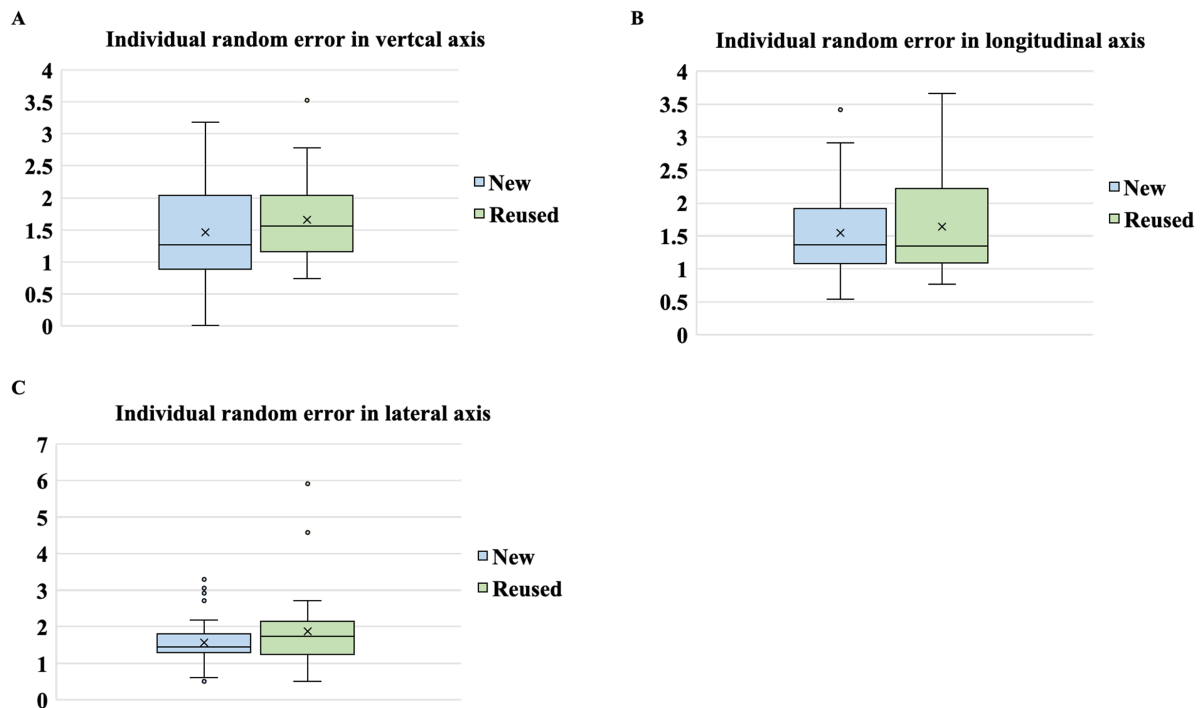 A
Individual random error in vertcal axis
4
3.5
3
2.5
2
1.5
1
0.5
0
New
Reused
B
Individual random error in longitudinal axis
4
3.5
3
2.5
2
1.5
1
0.5
0
New
Reused
C
Individual random error in lateral axis
7
6
5
4
3
2
1
0
New
Reused